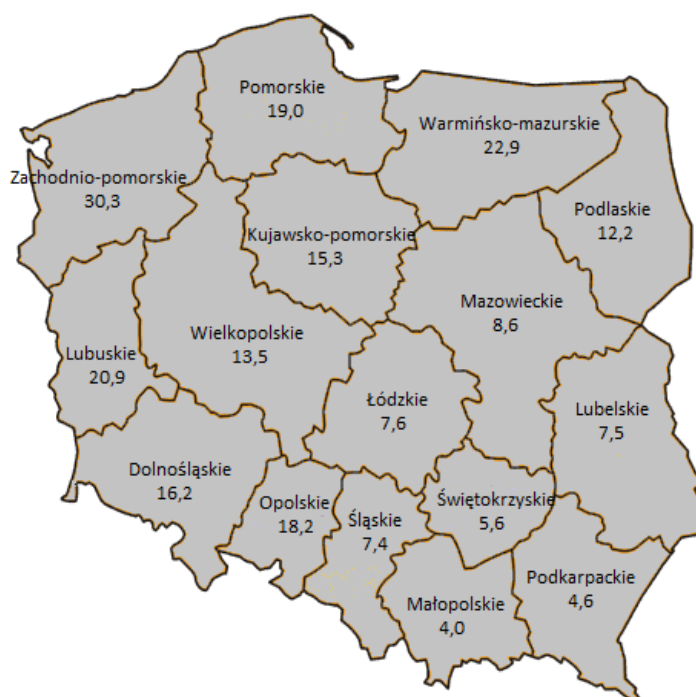 Pomorskie
19,0
Warmińsko-mazurskie
22,9
Zachodnio-pomorskie
30,3
Podlaskie
12,2
Kujawsko-pomorskie
15,3
Mazowieckie
8,6
Wielkopolskie
13,5
Lubuskie
20,9
Łódzkie
7,6
Lubelskie
7,5
Dolnośląskie
16,2
Opolskie
18,2
Śląskie
7,4
Świętokrzyskie
5,6
Podkarpackie
4,6
Małopolskie
4,0